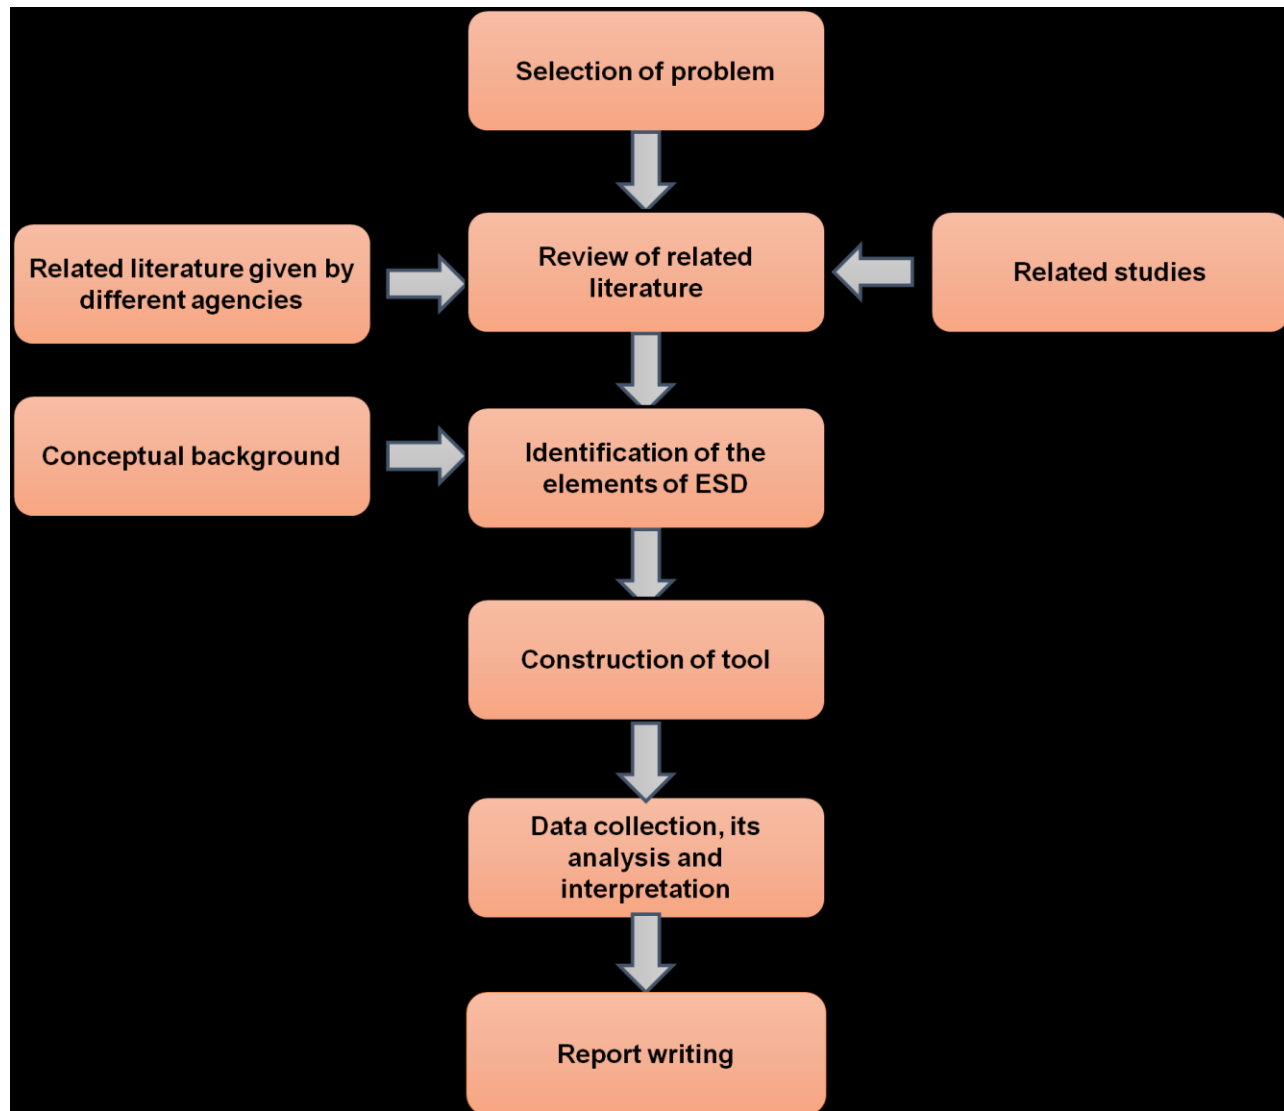 Selection of problem
Related literature given by
different agencies
Review of related
literature
Related studies
Conceptual background
Identification of the
elements of ESD
Construction of tool
Data collection, its
analysis and
interpretation
Report writing